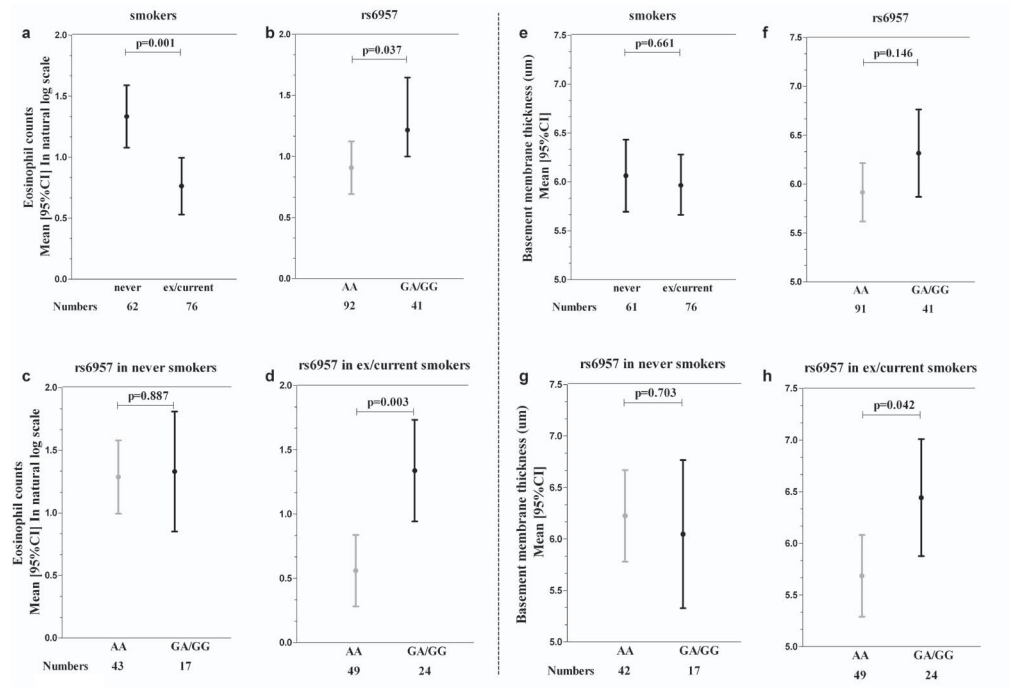 smokers
a
2.0
p=0.001
1.5
1.0
0.5
0.0
Eosinophil counts
Mean [95%CI] In natural log scale
never ex/current
Numbers 62 76
rs6957
b
2.0
p=0.037
1.5
1.0
0.5
0.0
AA GA/GG
92 41
smokers
e
7.5
p=0.661
7.0
6.5
6.0
5.5
5.0
Basement membrane thickness (um)
Mean [95%CI]
never ex/current
Numbers 61 76
rs6957
f
7.5
p=0.146
7.0
6.5
6.0
5.5
5.0
AA GA/GG
91 41
rs6957 in never smokers
c
2.0
p=0.887
1.5
1.0
0.5
0.0
Eosinophil counts
Mean [95%CI] In natural log scale
AA GA/GG
Numbers 43 17
rs6957 in ex/current smokers
d
2.0
p=0.003
1.5
1.0
0.5
0.0
AA GA/GG
49 24
rs6957 in never smokers
g
7.5
p=0.703
7.0
6.5
6.0
5.5
5.0
Basement membrane thickness (um)
Mean [95%CI]
AA GA/GG
Numbers 42 17
rs6957 in ex/current smokers
h
7.5
p=0.042
7.0
6.5
6.0
5.5
5.0
AA GA/GG
49 24